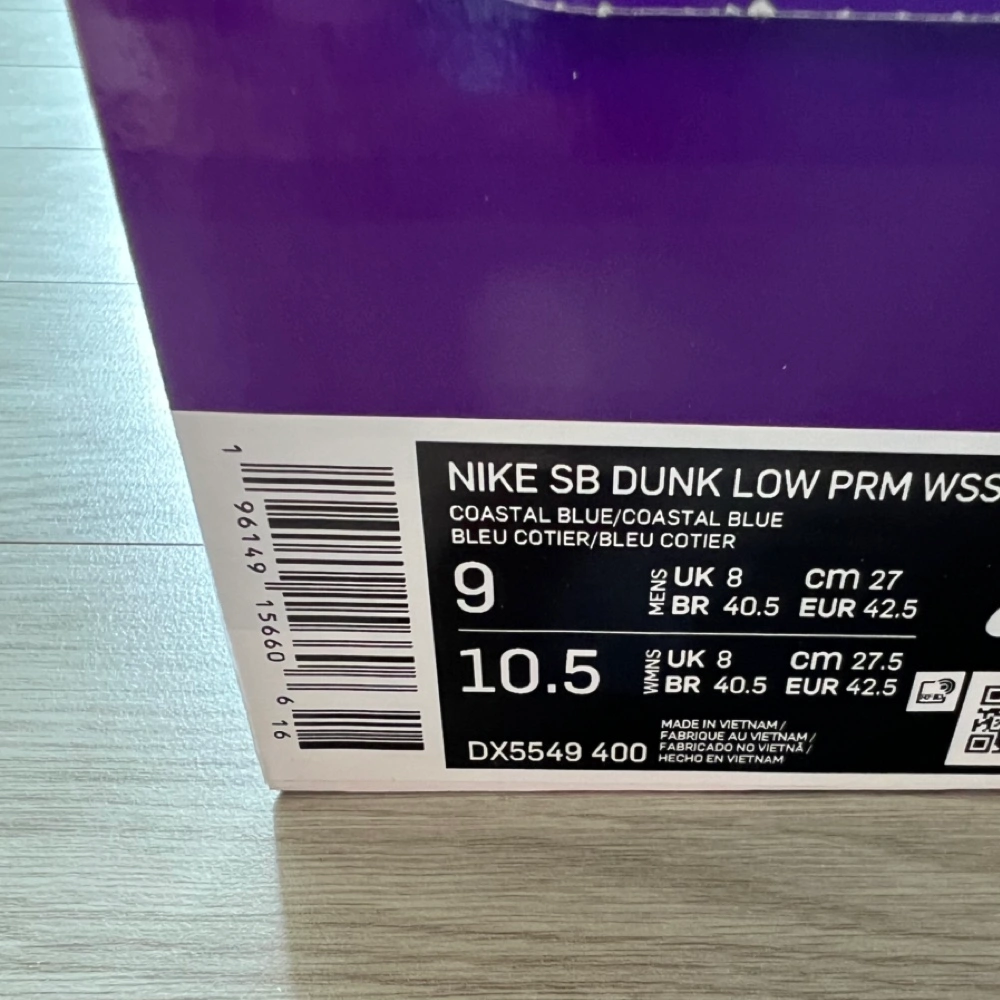 NIKE SB DUNK LOW PRM WSS
COASTAL BLUE/COASTAL BLUE
BLEU COTIER/BLEU COTIER
9 MENS UK 8 cm 27
BR 40.5 EUR 42.5
10.5 WMNS UK 8 cm 27.5
BR 40.5 EUR 42.5
DX5549 400
MADE IN VIETNAM /
FABRIQUE AU VIETNAM /
FABRICADO NO VIETNÃ /
HECHO EN VIETNAM
1 96149 15660 6 16